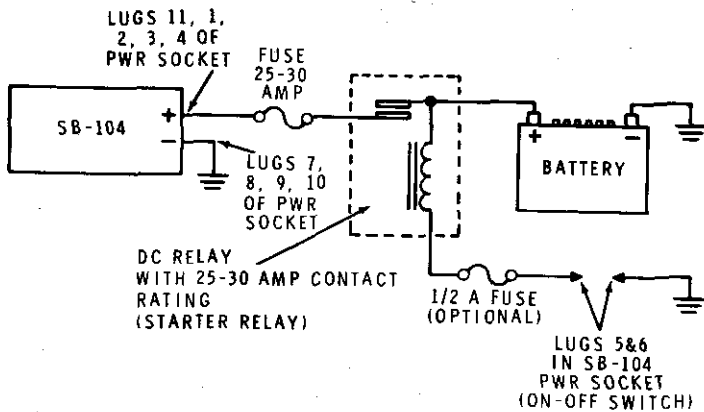 LUGS 11, 1,
2, 3, 4 OF
PWR SOCKET
FUSE
25-30
AMP
SB-104
+
−
LUGS 7,
8, 9, 10
OF PWR
SOCKET
+
−
BATTERY
DC RELAY
WITH 25-30 AMP CONTACT
RATING
(STARTER RELAY)
1/2 A FUSE
(OPTIONAL)
LUGS 5&6
IN SB-104
PWR SOCKET
(ON-OFF SWITCH)